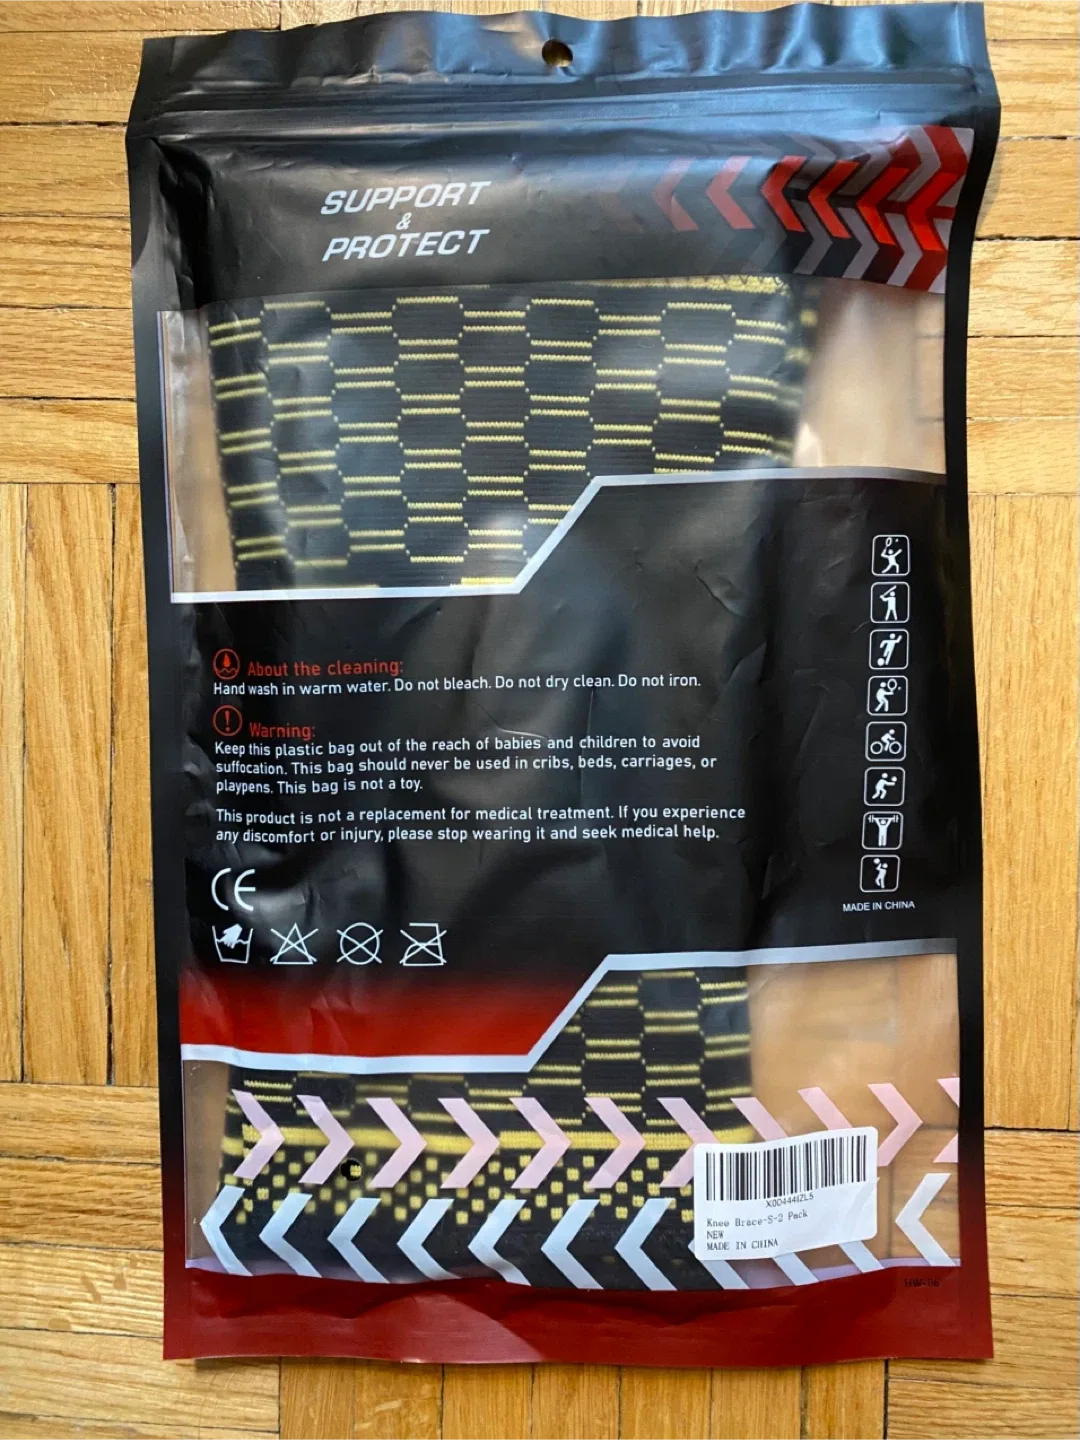 SUPPORT
&
PROTECT
About the cleaning:
Hand wash in warm water. Do not bleach. Do not dry clean. Do not iron.
Warning:
Keep this plastic bag out of the reach of babies and children to avoid
suffocation. This bag should never be used in cribs, beds, carriages, or
playpens. This bag is not a toy.
This product is not a replacement for medical treatment. If you experience
any discomfort or injury, please stop wearing it and seek medical help.
CE
MADE IN CHINA
X00444IZL5
Knee Brace-S-2 Pack
NEW
MADE IN CHINA
HW-06